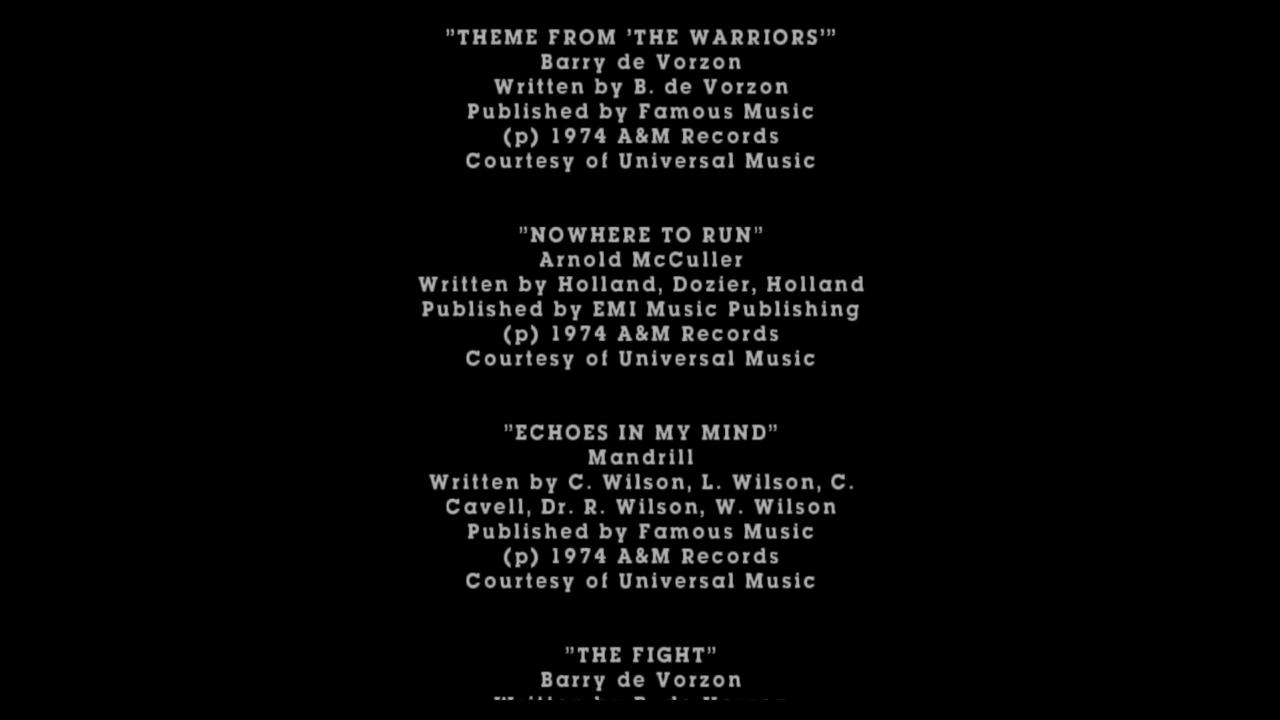 "THEME FROM 'THE WARRIORS'"
Barry de Vorzon
Written by B. de Vorzon
Published by Famous Music
(p) 1974 A&M Records
Courtesy of Universal Music
"NOWHERE TO RUN"
Arnold McCuller
Written by Holland, Dozier, Holland
Published by EMI Music Publishing
(p) 1974 A&M Records
Courtesy of Universal Music
"ECHOES IN MY MIND"
Mandrill
Written by C. Wilson, L. Wilson, C.
Cavell, Dr. R. Wilson, W. Wilson
Published by Famous Music
(p) 1974 A&M Records
Courtesy of Universal Music
"THE FIGHT"
Barry de Vorzon